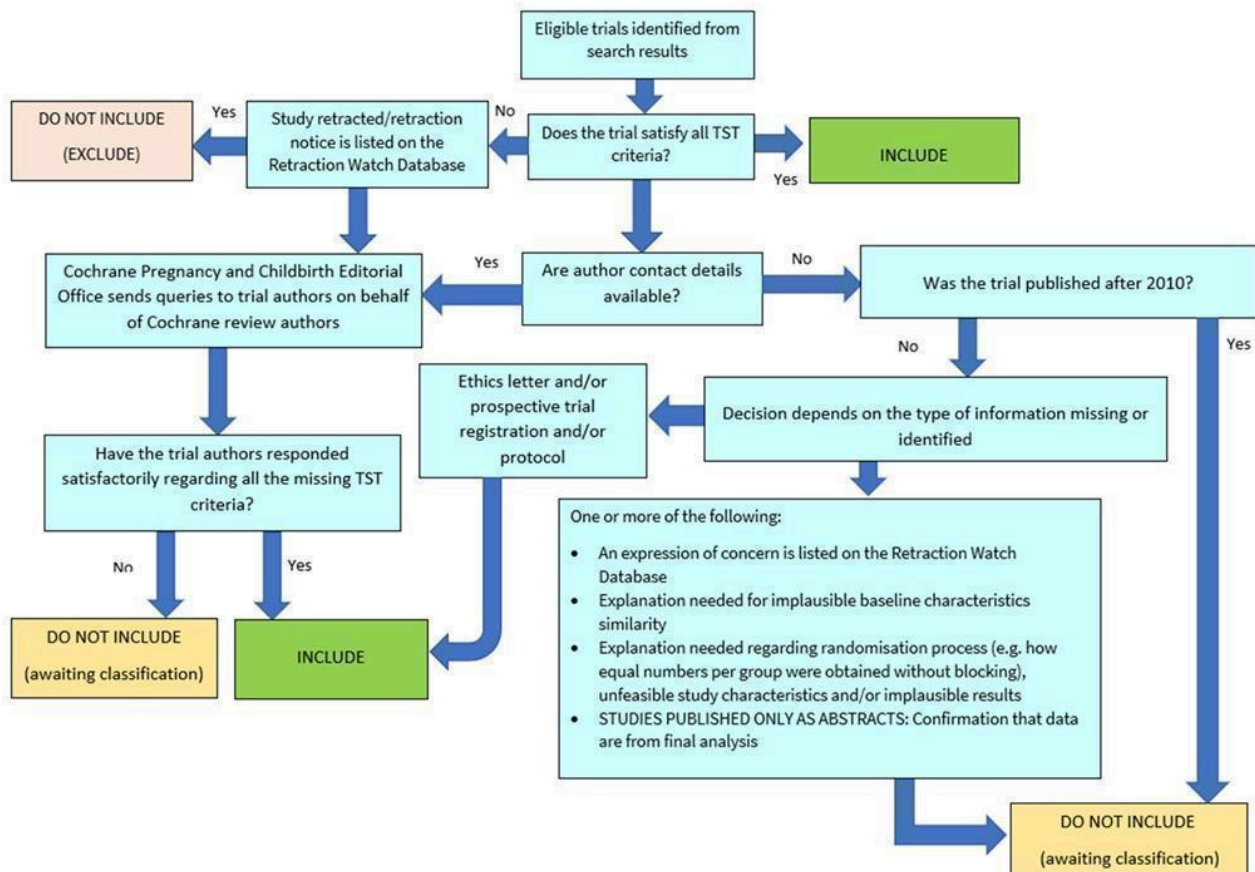 Eligible trials identified from
search results
DO NOT INCLUDE
(EXCLUDE)
Yes
Study retracted/retraction
notice is listed on the
Retraction Watch Database
No
Does the trial satisfy all TST
criteria?
Yes
INCLUDE
Cochrane Pregnancy and Childbirth Editorial
Office sends queries to trial authors on behalf
of Cochrane review authors
Yes
Are author contact details
available?
No
Was the trial published after 2010?
No
Yes
Ethics letter and/or
prospective trial
registration and/or
protocol
Decision depends on the type of information missing or
identified
Have the trial authors responded
satisfactorily regarding all the missing TST
criteria?
No
Yes
DO NOT INCLUDE
(awaiting classification)
INCLUDE
One or more of the following:
• An expression of concern is listed on the Retraction Watch
Database
• Explanation needed for implausible baseline characteristics
similarity
• Explanation needed regarding randomisation process (e.g. how
equal numbers per group were obtained without blocking),
unfeasible study characteristics and/or implausible results
• STUDIES PUBLISHED ONLY AS ABSTRACTS: Confirmation that data
are from final analysis
DO NOT INCLUDE
(awaiting classification)